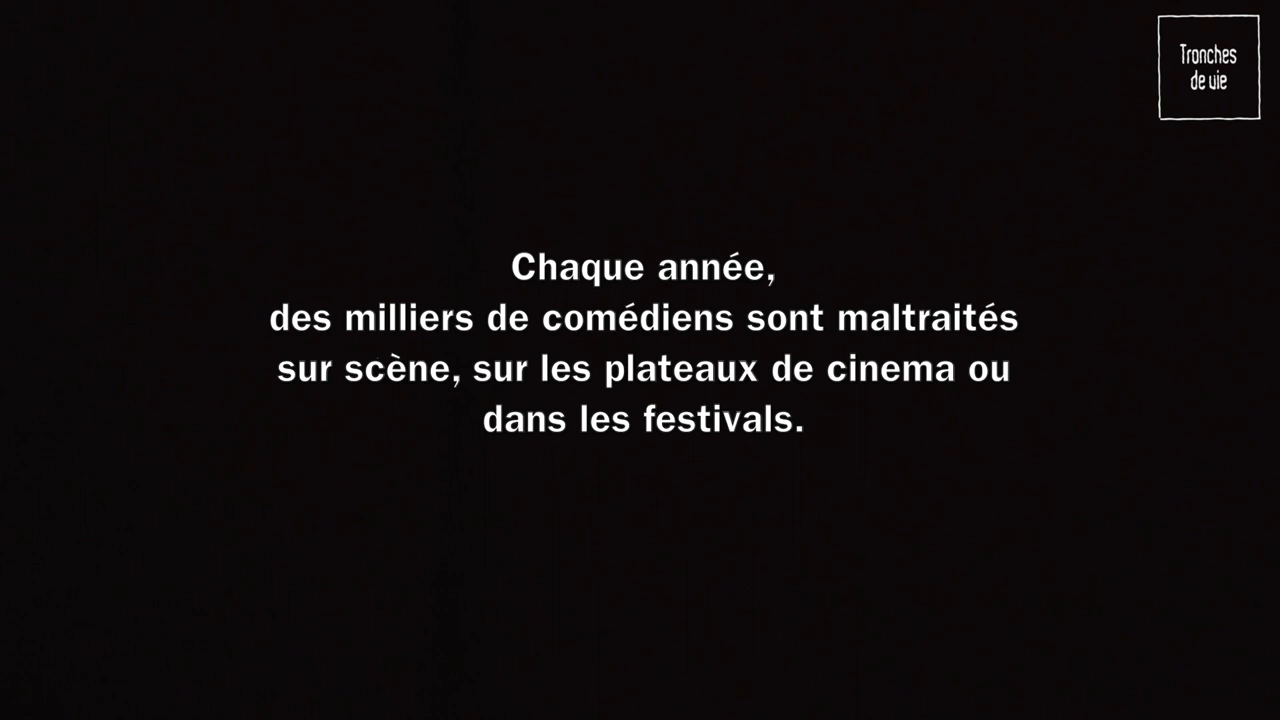 Tronches
de vie
Chaque année,
des milliers de comédiens sont maltraités
sur scène, sur les plateaux de cinema ou
dans les festivals.